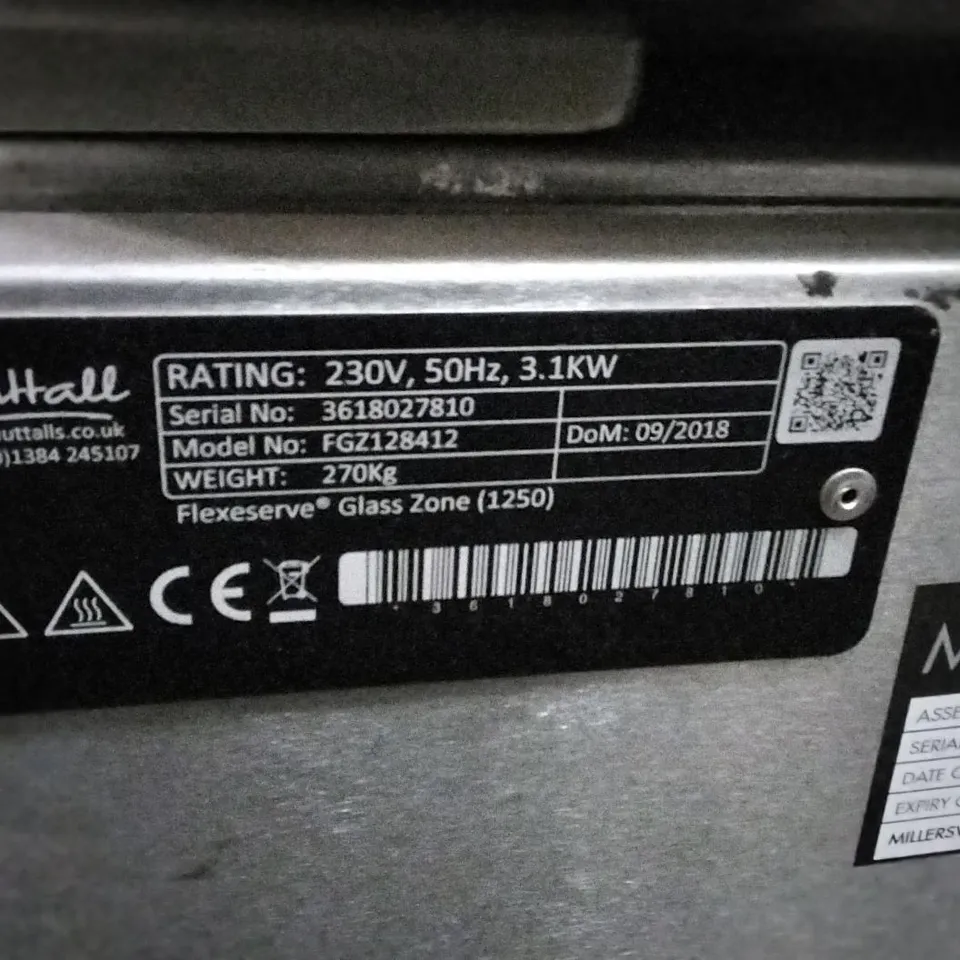 uttall
uttalls.co.uk
)1384 245107
RATING: 230V, 50Hz, 3.1KW
Serial No: 3618027810
Model No: FGZ128412
DoM: 09/2018
WEIGHT: 270Kg
Flexeserve® Glass Zone (1250)
CE
*3618027810*
M
ASSE
SERIA
DATE O
EXPIRY
MILLERSV